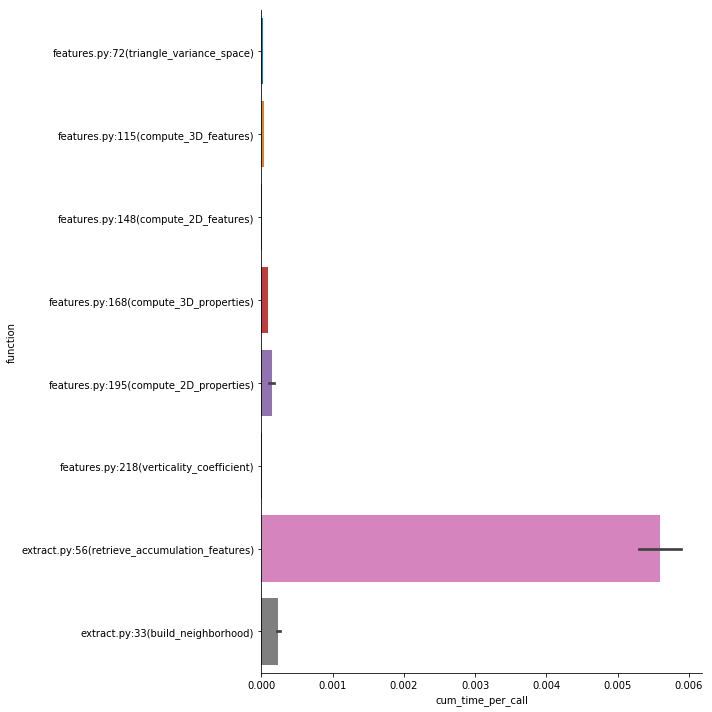 features.py:72(triangle_variance_space)
features.py:115(compute_3D_features)
features.py:148(compute_2D_features)
features.py:168(compute_3D_properties)
function
features.py:195(compute_2D_properties)
features.py:218(verticality_coefficient)
extract.py:56(retrieve_accumulation_features)
extract.py:33(build_neighborhood)
0.000 0.001 0.002 0.003 0.004 0.005 0.006
cum_time_per_call